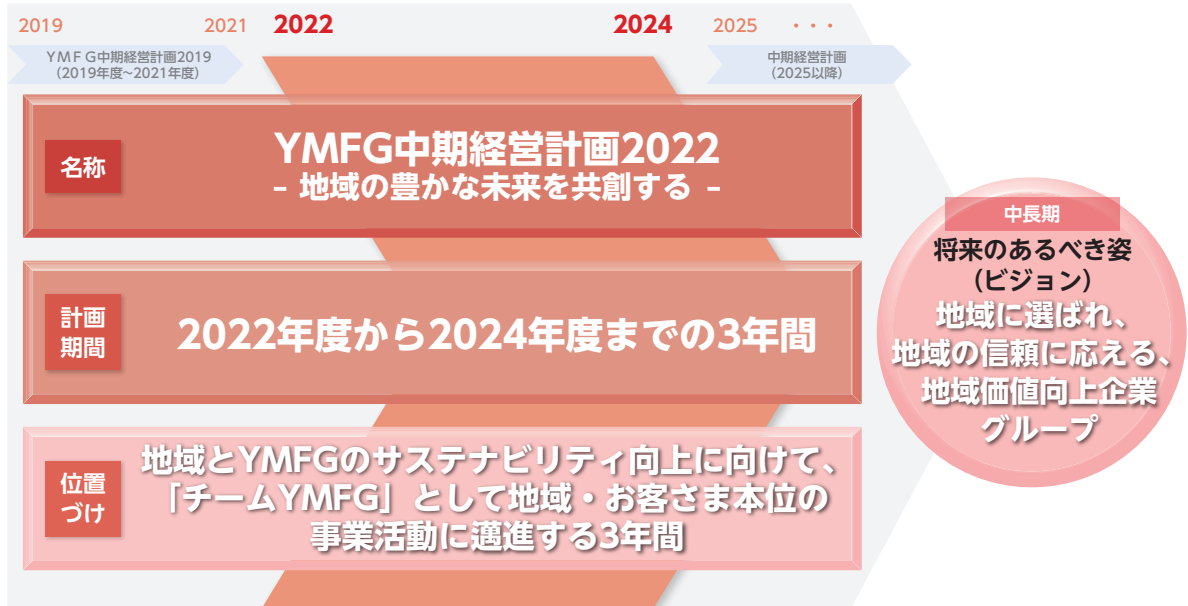 2019
2021
2022
2024
2025 ・・・
YMFG中期経営計画2019
（2019年度~2021年度）
中期経営計画
（2025以降）
名称
YMFG中期経営計画2022
– 地域の豊かな未来を共創する –
計画
期間
2022年度から2024年度までの3年間
位置
づけ
地域とYMFGのサステナビリティ向上に向けて、
「チームYMFG」として地域・お客さま本位の
事業活動に邁進する3年間
中長期
将来のあるべき姿
（ビジョン）
地域に選ばれ、
地域の信頼に応える、
地域価値向上企業
グループ